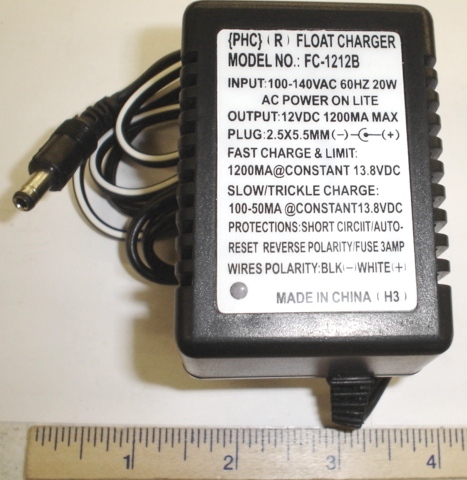 {PHC} (R) FLOAT CHARGER
MODEL NO.: FC-1212B
INPUT:100-140VAC 60HZ 20W
AC POWER ON LITE
OUTPUT:12VDC 1200MA MAX
PLUG:2.5X5.5MM(-) (+)
FAST CHARGE & LIMIT:
1200MA@CONSTANT 13.8VDC
SLOW/TRICKLE CHARGE:
100-50MA @CONSTANT13.8VDC
PROTECTIONS:SHORT CIRCIIT/AUTO-
RESET REVERSE POLARITY/FUSE 3AMP
WIRES POLARITY:BLK(-)WHITE(+)
MADE IN CHINA (H3)
1 2 3 4